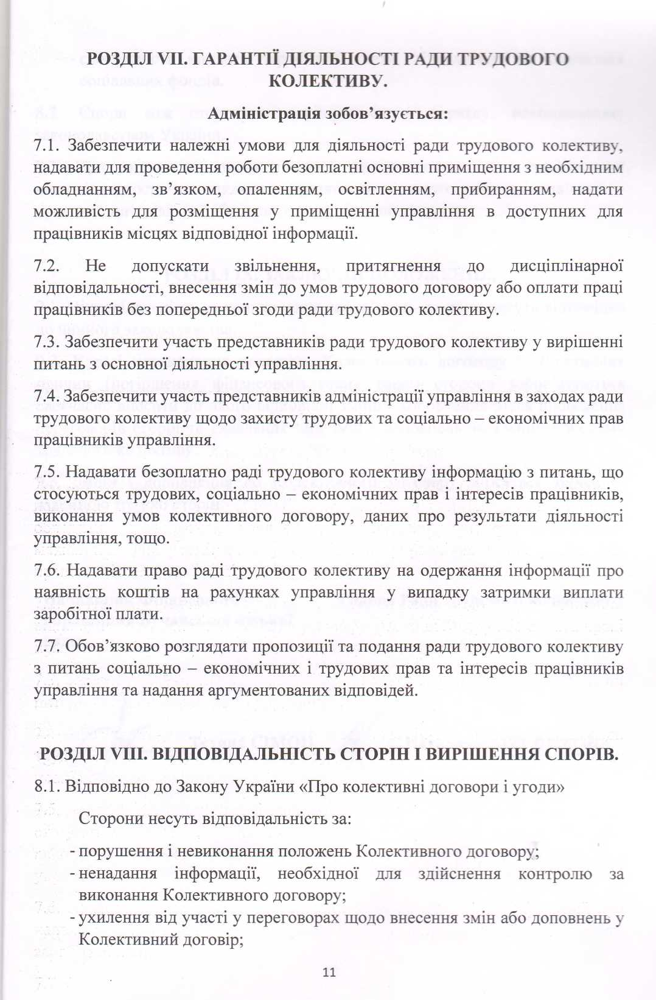 РОЗДІЛ VII. ГАРАНТІЇ ДІЯЛЬНОСТІ РАДИ ТРУДОВОГО
КОЛЕКТИВУ.
Адміністрація зобов’язується:
7.1. Забезпечити належні умови для діяльності ради трудового колективу,
надавати для проведення роботи безоплатні основні приміщення з необхідним
обладнанням, зв’язком, опаленням, освітленням, прибиранням, надати
можливість для розміщення у приміщенні управління в доступних для
працівників місцях відповідної інформації.
7.2. Не допускати звільнення, притягнення до дисціплінарної
відповідальності, внесення змін до умов трудового договору або оплати праці
працівників без попередньої згоди ради трудового колективу.
7.3. Забезпечити участь представників ради трудового колективу у вирішенні
питань з основної діяльності управління.
7.4. Забезпечити участь представників адміністрації управління в заходах ради
трудового колективу щодо захисту трудових та соціально – економічних прав
працівників управління.
7.5. Надавати безоплатно раді трудового колективу інформацію з питань, що
стосуються трудових, соціально – економічних прав і інтересів працівників,
виконання умов колективного договору, даних про результати діяльності
управління, тощо.
7.6. Надавати право раді трудового колективу на одержання інформації про
наявність коштів на рахунках управління у випадку затримки виплати
заробітної плати.
7.7. Обов’язково розглядати пропозиції та подання ради трудового колективу
з питань соціально – економічних і трудових прав та інтересів працівників
управління та надання аргументованих відповідей.
РОЗДІЛ VIII. ВІДПОВІДАЛЬНІСТЬ СТОРІН І ВИРІШЕННЯ СПОРІВ.
8.1. Відповідно до Закону України «Про колективні договори і угоди»
Сторони несуть відповідальність за:
- порушення і невиконання положень Колективного договору;
- ненадання інформації, необхідної для здійснення контролю за
виконання Колективного договору;
- ухилення від участі у переговорах щодо внесення змін або доповнень у
Колективний договір;
11